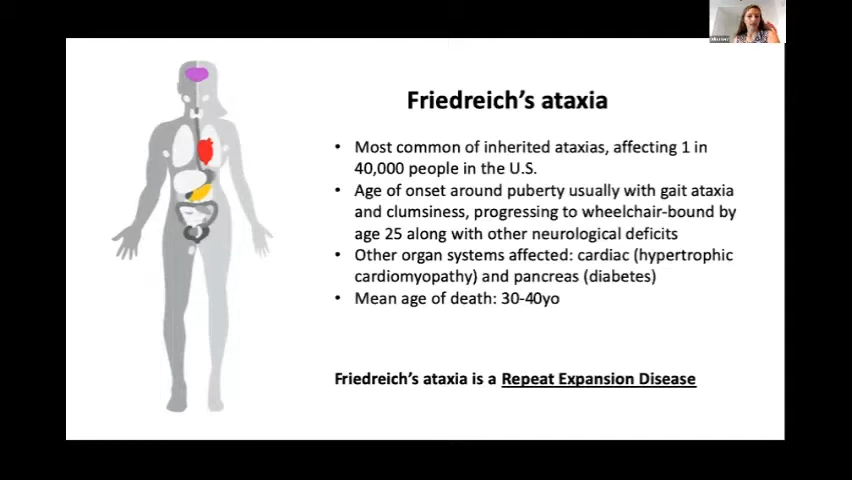 Friedreich's ataxia
• Most common of inherited ataxias, affecting 1 in
40,000 people in the U.S.
• Age of onset around puberty usually with gait ataxia
and clumsiness, progressing to wheelchair-bound by
age 25 along with other neurological deficits
• Other organ systems affected: cardiac (hypertrophic
cardiomyopathy) and pancreas (diabetes)
• Mean age of death: 30-40yo
Friedreich's ataxia is a Repeat Expansion Disease